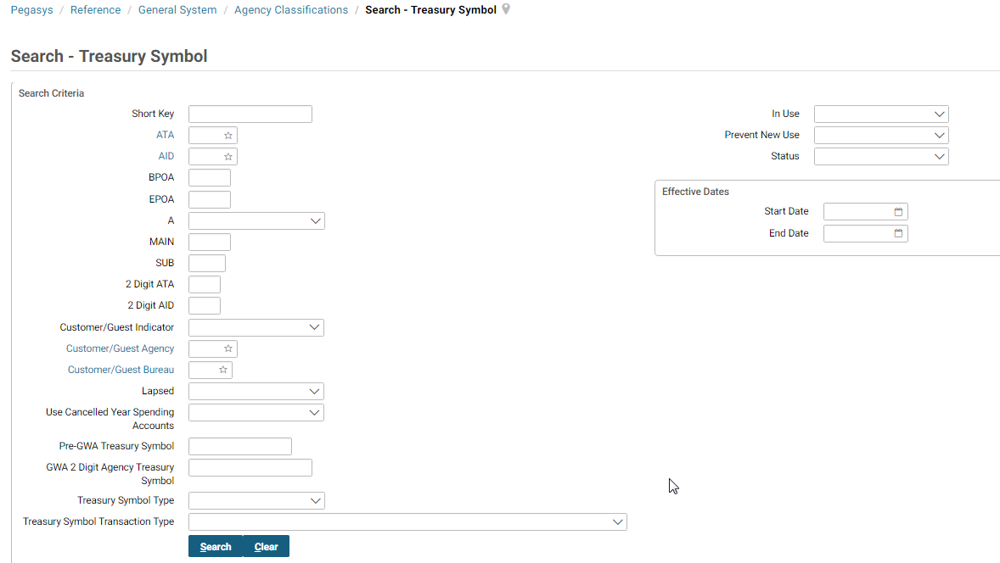 Pegasys / Reference / General System / Agency Classifications / Search - Treasury Symbol
Search - Treasury Symbol
Search Criteria
Short Key
ATA
AID
BPOA
EPOA
A
MAIN
SUB
2 Digit ATA
2 Digit AID
Customer/Guest Indicator
Customer/Guest Agency
Customer/Guest Bureau
Lapsed
Use Cancelled Year Spending
Accounts
Pre-GWA Treasury Symbol
GWA 2 Digit Agency Treasury
Symbol
Treasury Symbol Type
Treasury Symbol Transaction Type
Search Clear
In Use
Prevent New Use
Status
Effective Dates
Start Date
End Date